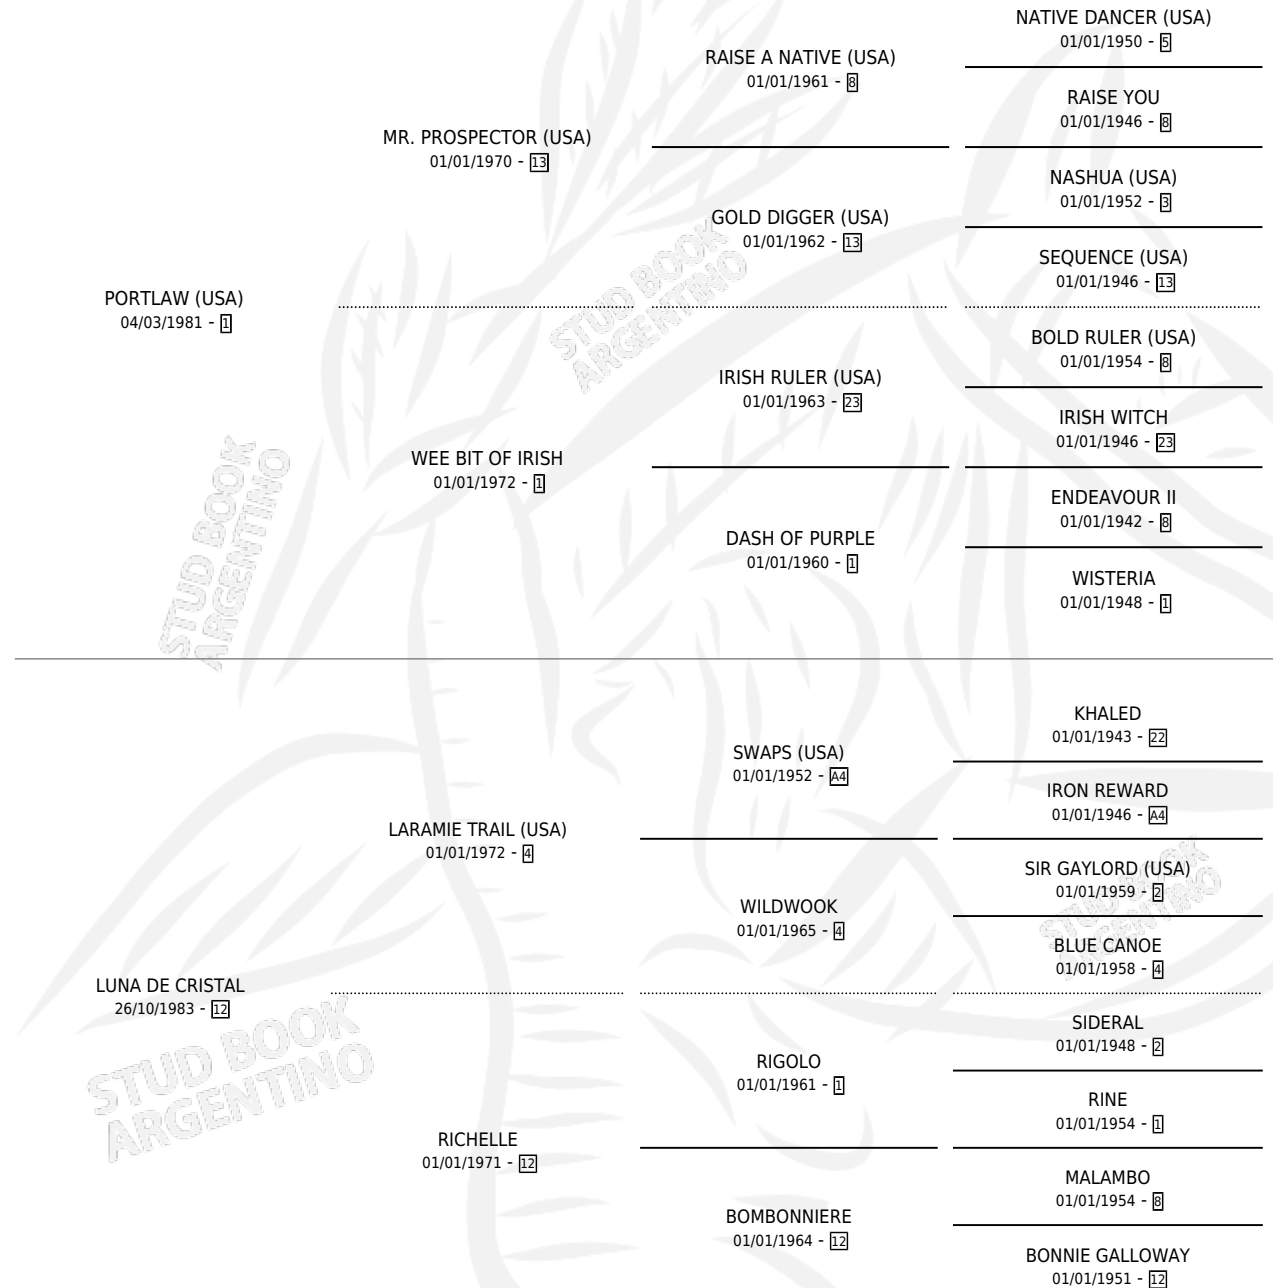 NATIVE DANCER (USA)
01/01/1950 - 5
RAISE A NATIVE (USA)
01/01/1961 - 8
RAISE YOU
01/01/1946 - 8
MR. PROSPECTOR (USA)
01/01/1970 - 13
NASHUA (USA)
01/01/1952 - 3
GOLD DIGGER (USA)
01/01/1962 - 13
SEQUENCE (USA)
01/01/1946 - 13
PORTLAW (USA)
04/03/1981 - 1
BOLD RULER (USA)
01/01/1954 - 8
IRISH RULER (USA)
01/01/1963 - 23
IRISH WITCH
01/01/1946 - 23
WEE BIT OF IRISH
01/01/1972 - 1
ENDEAVOUR II
01/01/1942 - 8
DASH OF PURPLE
01/01/1960 - 1
WISTERIA
01/01/1948 - 1
KHALED
01/01/1943 - 22
SWAPS (USA)
01/01/1952 - A4
IRON REWARD
01/01/1946 - A4
LARAMIE TRAIL (USA)
01/01/1972 - 4
SIR GAYLORD (USA)
01/01/1959 - 2
WILDWOOK
01/01/1965 - 4
BLUE CANOE
01/01/1958 - 4
LUNA DE CRISTAL
26/10/1983 - 12
SIDERAL
01/01/1948 - 2
RIGOLO
01/01/1961 - 1
RINE
01/01/1954 - 1
RICHELLE
01/01/1971 - 12
MALAMBO
01/01/1954 - 8
BOMBONNIERE
01/01/1964 - 12
BONNIE GALLOWAY
01/01/1951 - 12
STUD BOOK
ARGENTINO
STUD BOOK
ARGENTINO
STUD BOOK
ARGENTINO
STUD BOOK
ARGENTINO